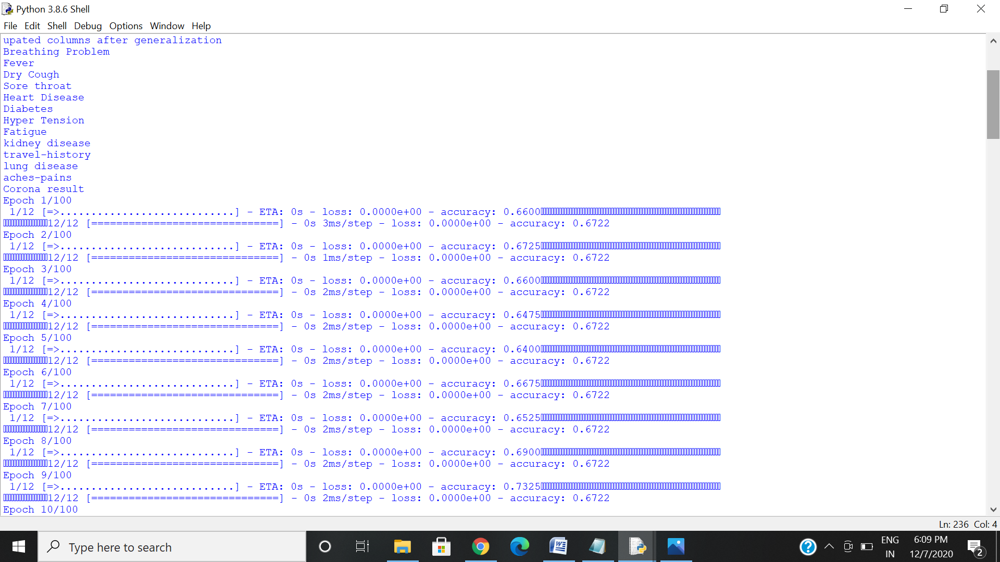 Python 3.8.6 Shell
File Edit Shell Debug Options Window Help
upated columns after generalization
Breathing Problem
Fever
Dry Cough
Sore throat
Heart Disease
Diabetes
Hyper Tension
Fatigue
kidney disease
travel-history
lung disease
aches-pains
Corona result
Epoch 1/100
1/12 [=>............................] - ETA: 0s - loss: 0.0000e+00 - accuracy: 0.6600
12/12 [==============================] - 0s 3ms/step - loss: 0.0000e+00 - accuracy: 0.6722
Epoch 2/100
1/12 [=>............................] - ETA: 0s - loss: 0.0000e+00 - accuracy: 0.6725
12/12 [==============================] - 0s 1ms/step - loss: 0.0000e+00 - accuracy: 0.6722
Epoch 3/100
1/12 [=>............................] - ETA: 0s - loss: 0.0000e+00 - accuracy: 0.6600
12/12 [==============================] - 0s 2ms/step - loss: 0.0000e+00 - accuracy: 0.6722
Epoch 4/100
1/12 [=>............................] - ETA: 0s - loss: 0.0000e+00 - accuracy: 0.6475
12/12 [==============================] - 0s 2ms/step - loss: 0.0000e+00 - accuracy: 0.6722
Epoch 5/100
1/12 [=>............................] - ETA: 0s - loss: 0.0000e+00 - accuracy: 0.6400
12/12 [==============================] - 0s 2ms/step - loss: 0.0000e+00 - accuracy: 0.6722
Epoch 6/100
1/12 [=>............................] - ETA: 0s - loss: 0.0000e+00 - accuracy: 0.6675
12/12 [==============================] - 0s 2ms/step - loss: 0.0000e+00 - accuracy: 0.6722
Epoch 7/100
1/12 [=>............................] - ETA: 0s - loss: 0.0000e+00 - accuracy: 0.6525
12/12 [==============================] - 0s 2ms/step - loss: 0.0000e+00 - accuracy: 0.6722
Epoch 8/100
1/12 [=>............................] - ETA: 0s - loss: 0.0000e+00 - accuracy: 0.6900
12/12 [==============================] - 0s 2ms/step - loss: 0.0000e+00 - accuracy: 0.6722
Epoch 9/100
1/12 [=>............................] - ETA: 0s - loss: 0.0000e+00 - accuracy: 0.7325
12/12 [==============================] - 0s 2ms/step - loss: 0.0000e+00 - accuracy: 0.6722
Epoch 10/100
Ln: 236 Col: 4
Type here to search
ENG 6:09 PM
IN 12/7/2020 2